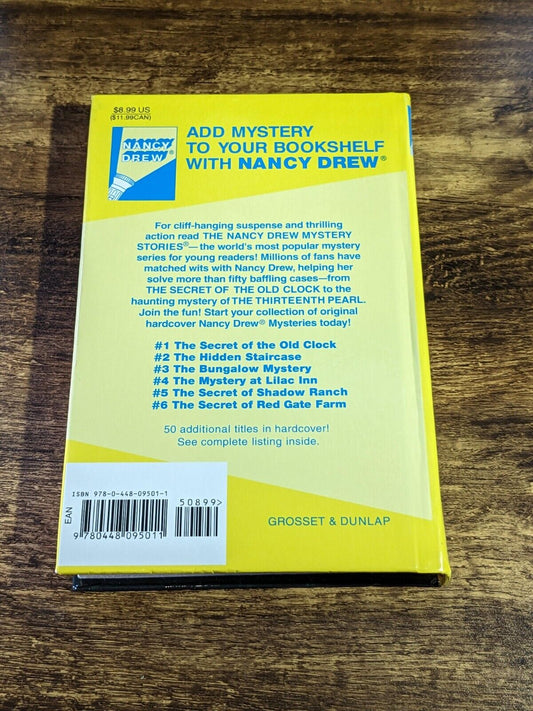 $8.99 US
($11.99CAN)
NANCY
DREW®
ADD MYSTERY
TO YOUR BOOKSHELF
WITH NANCY DREW®
For cliff-hanging suspense and thrilling
action read THE NANCY DREW MYSTERY
STORIES®—the world's most popular mystery
series for young readers! Millions of fans have
matched wits with Nancy Drew, helping her
solve more than fifty baffling cases—from
THE SECRET OF THE OLD CLOCK to the
haunting mystery of THE THIRTEENTH PEARL.
Join the fun! Start your collection of original
hardcover Nancy Drew® Mysteries today!
#1 The Secret of the Old Clock
#2 The Hidden Staircase
#3 The Bungalow Mystery
#4 The Mystery at Lilac Inn
#5 The Secret of Shadow Ranch
#6 The Secret of Red Gate Farm
50 additional titles in hardcover!
See complete listing inside.
ISBN 978-0-448-09501-1
50899>
EAN
9 780448 095011
GROSSET & DUNLAP